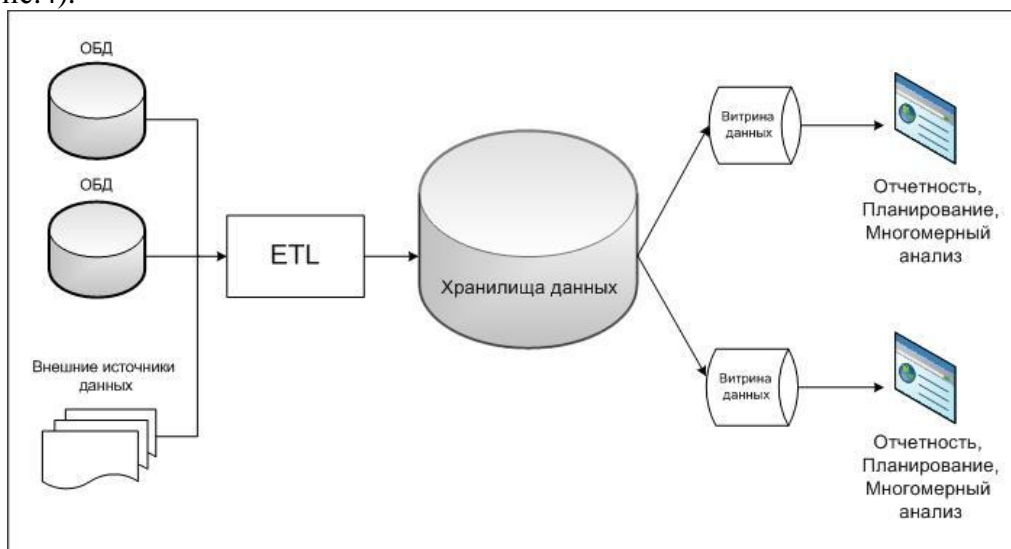 ОБД
ОБД
Внешние источники
данных
ETL
Хранилища данных
Витрина
данных
Отчетность,
Планирование,
Многомерный
анализ
Витрина
данных
Отчетность,
Планирование,
Многомерный
анализ